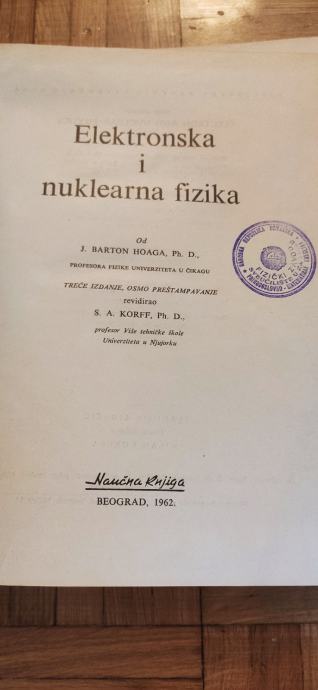 Elektronska
i
nuklearna fizika
Od
J. BARTON HOAGA, Ph. D.,
PROFESORA FIZIKE UNIVERZITETA U ČIKAGU
TREĆE IZDANJE, OSMO PREŠTAMPAVANJE
revidirao
S. A. KORFF, Ph. D.,
profesor Više tehničke škole
Univerziteta u Njujorku
Naučna Knjiga
BEOGRAD, 1962.
FIZIČKI